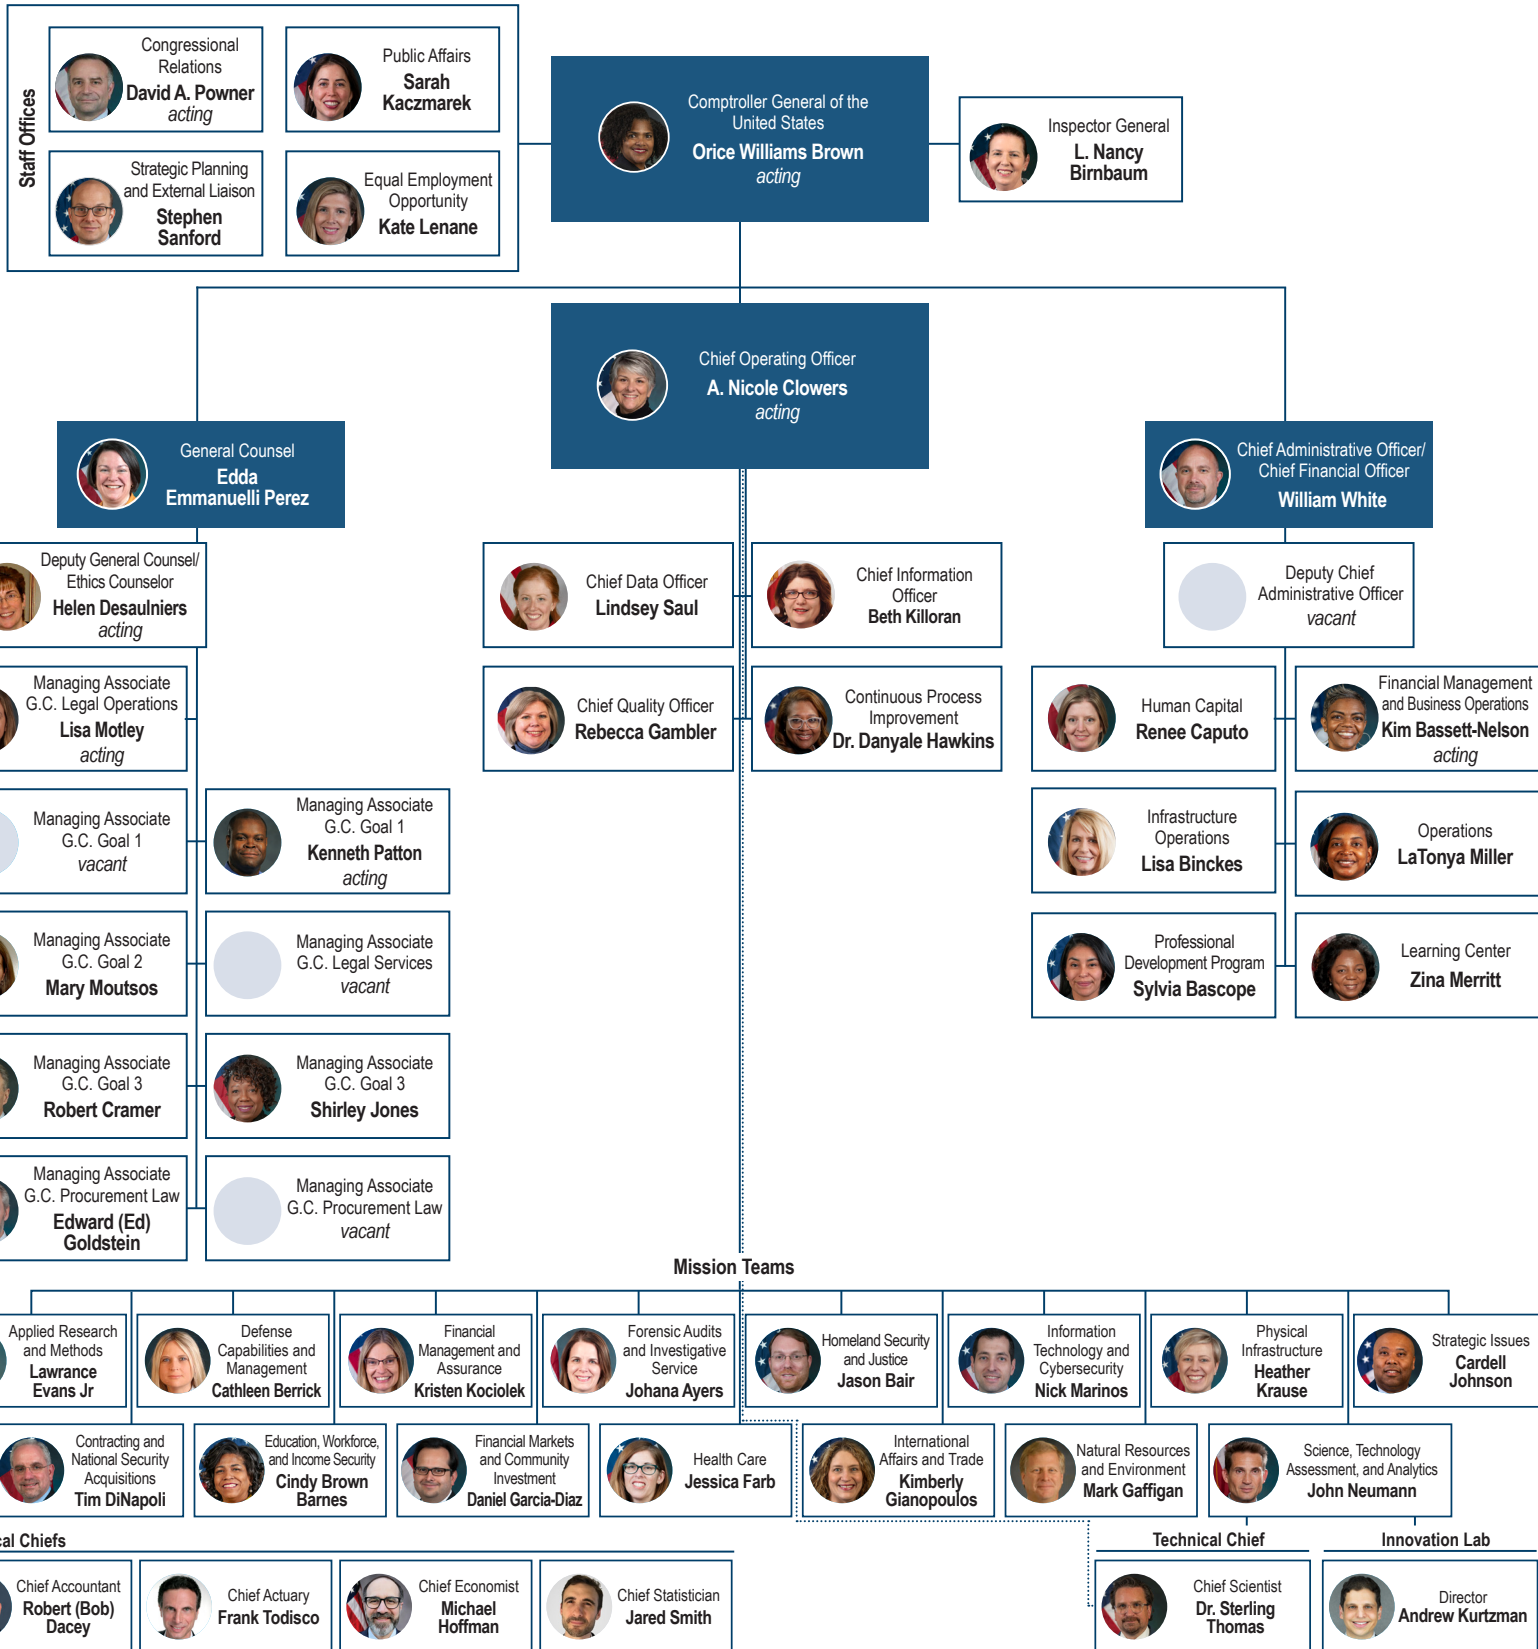 Staff Offices
Congressional
Relations
David A. Powner
acting
Public Affairs
Sarah
Kaczmarek
Strategic Planning
and External Liaison
Stephen
Sanford
Equal Employment
Opportunity
Kate Lenane
Comptroller General of the
United States
Orice Williams Brown
acting
Inspector General
L. Nancy
Birnbaum
Chief Operating Officer
A. Nicole Clowers
acting
General Counsel
Edda
Emmanuelli Perez
Chief Administrative Officer/
Chief Financial Officer
William White
Deputy General Counsel/
Ethics Counselor
Helen Desaulniers
acting
Managing Associate
G.C. Legal Operations
Lisa Motley
acting
Managing Associate
G.C. Goal 1
vacant
Managing Associate
G.C. Goal 1
Kenneth Patton
acting
Managing Associate
G.C. Goal 2
Mary Moutsos
Managing Associate
G.C. Legal Services
vacant
Managing Associate
G.C. Goal 3
Robert Cramer
Managing Associate
G.C. Goal 3
Shirley Jones
Managing Associate
G.C. Procurement Law
Edward (Ed)
Goldstein
Managing Associate
G.C. Procurement Law
vacant
Chief Data Officer
Lindsey Saul
Chief Information
Officer
Beth Killoran
Chief Quality Officer
Rebecca Gambler
Continuous Process
Improvement
Dr. Danyale Hawkins
Deputy Chief
Administrative Officer
vacant
Human Capital
Renee Caputo
Financial Management
and Business Operations
Kim Bassett-Nelson
acting
Infrastructure
Operations
Lisa Binckes
Operations
LaTonya Miller
Professional
Development Program
Sylvia Bascope
Learning Center
Zina Merritt
Mission Teams
Applied Research
and Methods
Lawrance
Evans Jr
Defense
Capabilities and
Management
Cathleen Berrick
Financial
Management and
Assurance
Kristen Kociolek
Forensic Audits
and Investigative
Service
Johana Ayers
Homeland Security
and Justice
Jason Bair
Information
Technology and
Cybersecurity
Nick Marinos
Physical
Infrastructure
Heather
Krause
Strategic Issues
Cardell
Johnson
Contracting and
National Security
Acquisitions
Tim DiNapoli
Education, Workforce,
and Income Security
Cindy Brown
Barnes
Financial Markets
and Community
Investment
Daniel Garcia-Diaz
Health Care
Jessica Farb
International
Affairs and Trade
Kimberly
Gianopoulos
Natural Resources
and Environment
Mark Gaffigan
Science, Technology
Assessment, and Analytics
John Neumann
cal Chiefs
Chief Accountant
Robert (Bob)
Dacey
Chief Actuary
Frank Todisco
Chief Economist
Michael
Hoffman
Chief Statistician
Jared Smith
Technical Chief
Chief Scientist
Dr. Sterling
Thomas
Innovation Lab
Director
Andrew Kurtzman